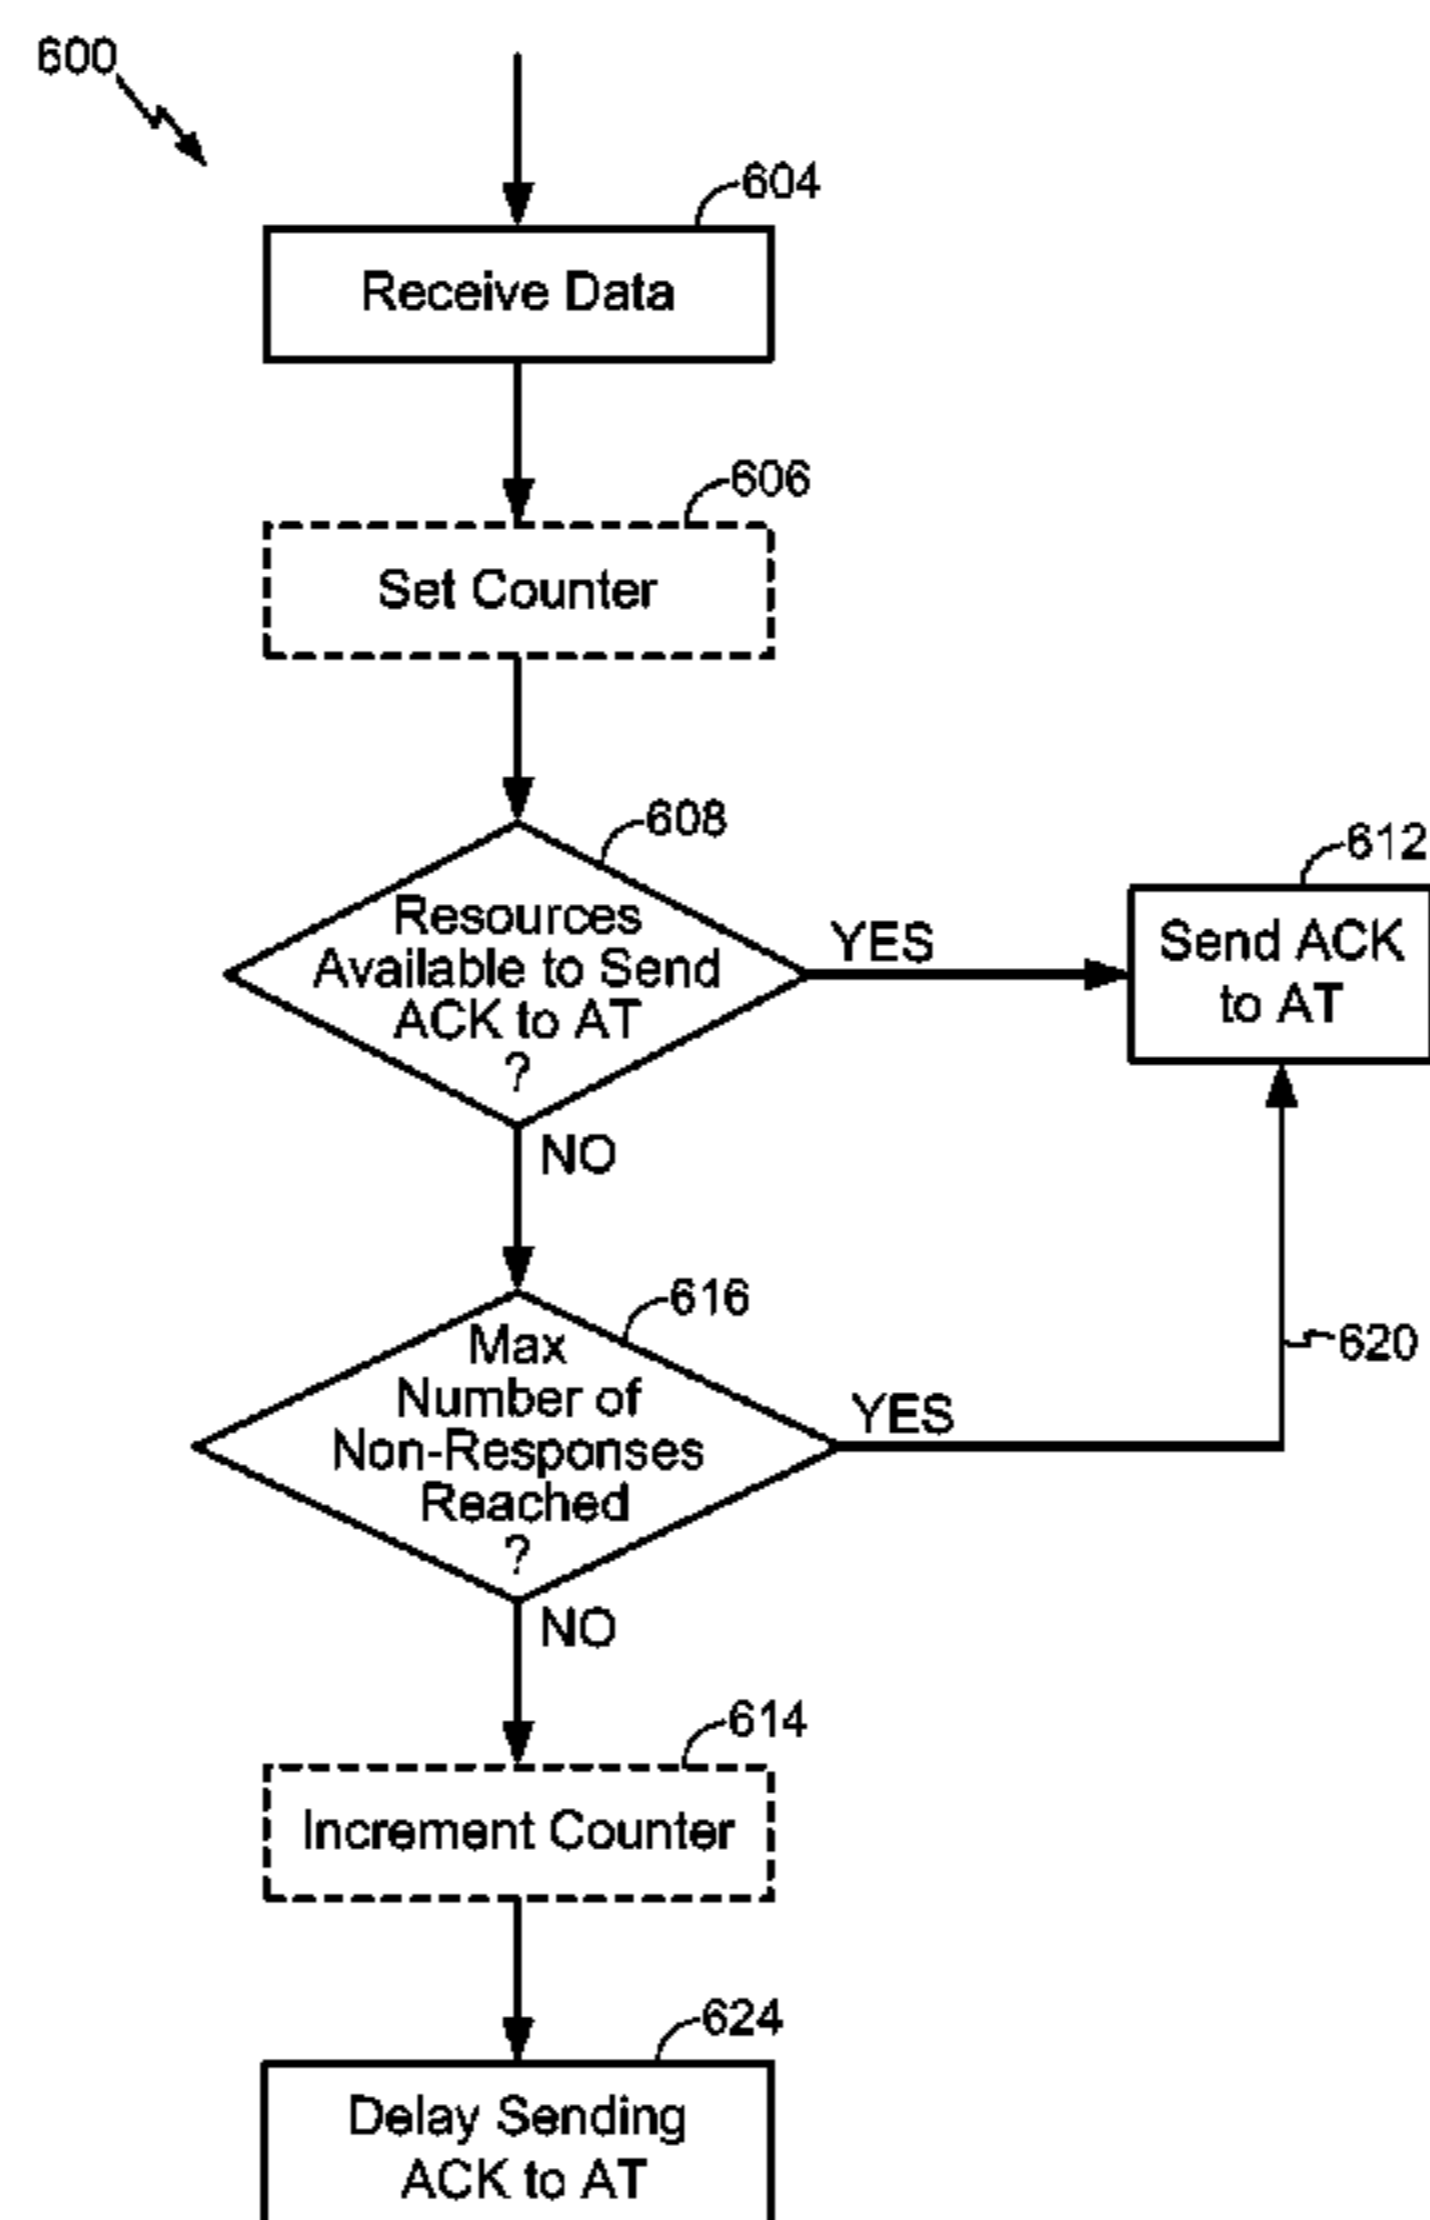 600
604
Receive Data
606
Set Counter
608
Resources
Available to Send
ACK to AT
?
YES
612
Send ACK
to AT
NO
616
Max
Number of
Non-Responses
Reached
?
YES
620
NO
614
Increment Counter
624
Delay Sending
ACK to AT